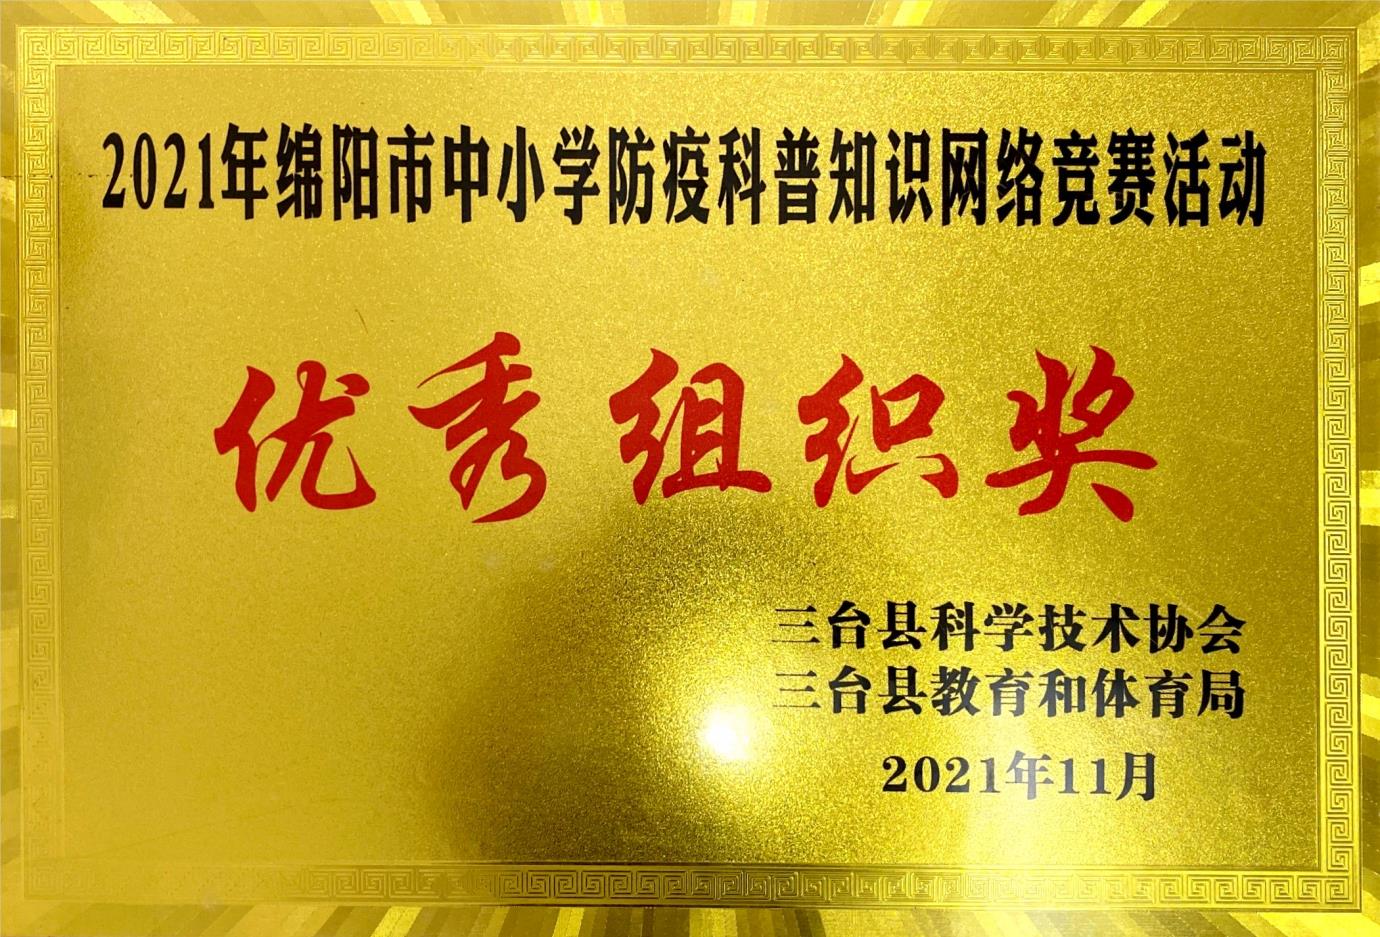 2021年绵阳市中小学防疫科普知识网络竞赛活动
优秀组织奖
三台县科学技术协会
三台县教育和体育局
2021年11月